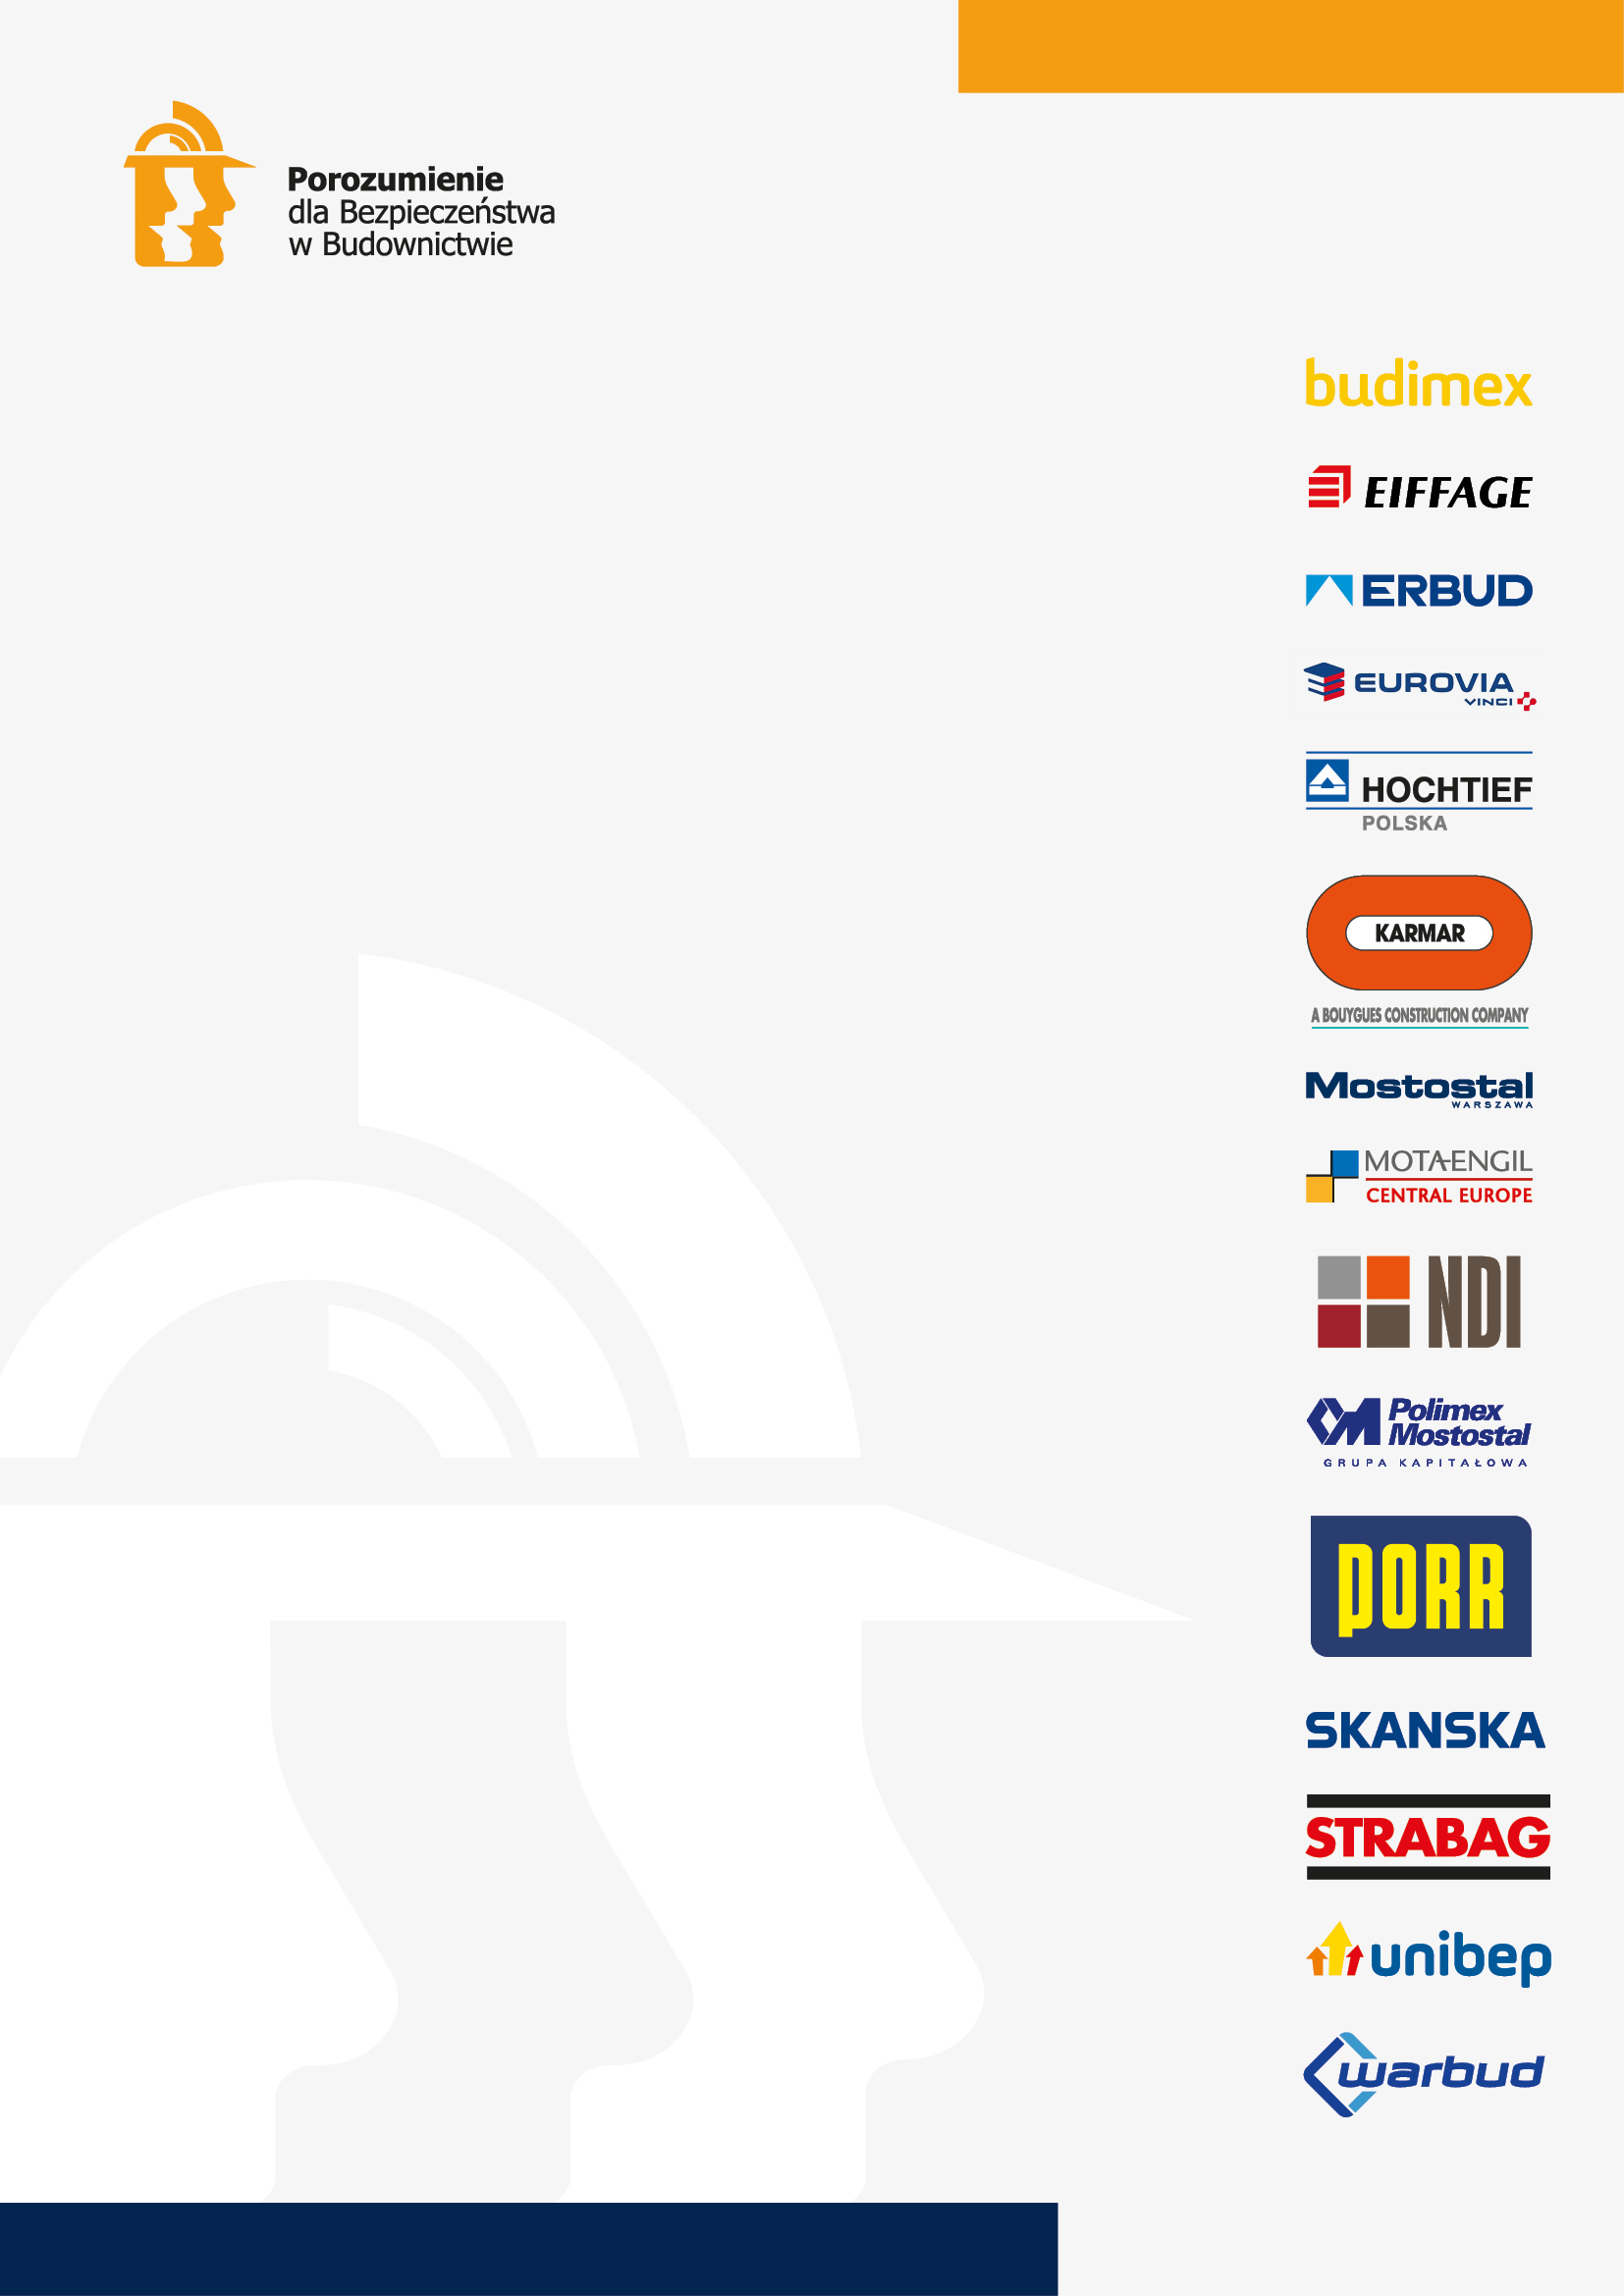 Porozumienie
dla Bezpieczeństwa
w Budownictwie
budimex
EIFFAGE
ERBUD
EUROVIA
VINCI
HOCHTIEF
POLSKA
KARMAR
A BOUYGUES CONSTRUCTION COMPANY
Mostostal
WARSZAWA
MOTA-ENGIL
CENTRAL EUROPE
NDI
Polimex
Mostostal
GRUPA KAPITAŁOWA
PORR
SKANSKA
STRABAG
unibep
warbud